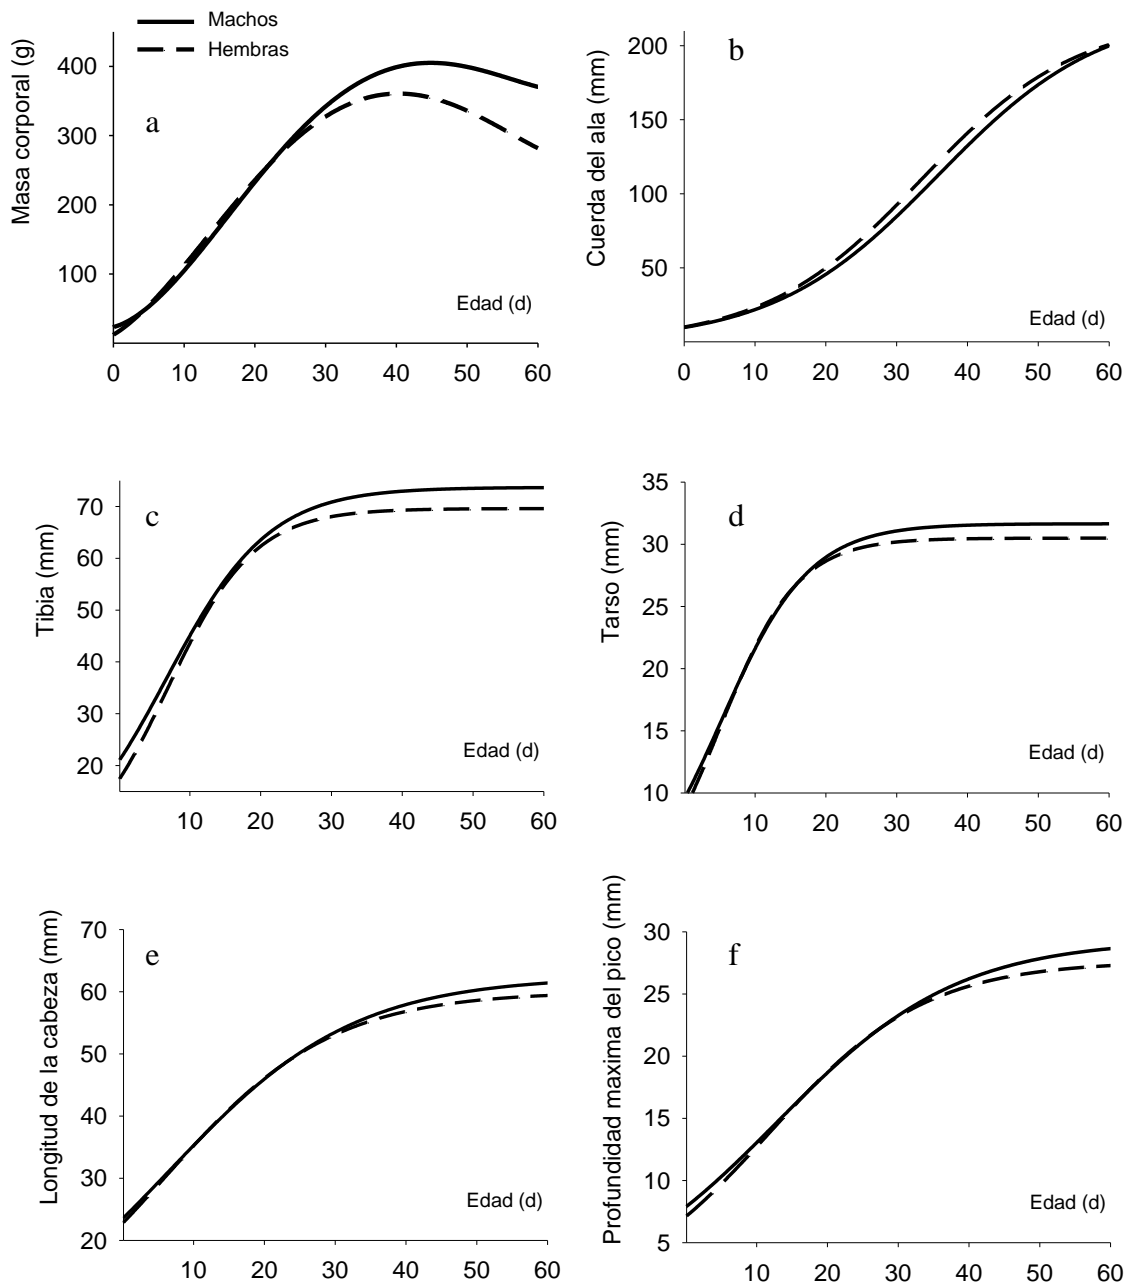 Machos
Hembras
Masa corporal (g)
400
300
200
100
a
Edad (d)
0 10 20 30 40 50 60
Cuerda del ala (mm)
200
150
100
50
b
Edad (d)
0 10 20 30 40 50 60
Tibia (mm)
70
60
50
40
30
20
c
Edad (d)
10 20 30 40 50 60
Tarso (mm)
35
30
25
20
15
10
d
Edad (d)
10 20 30 40 50 60
Longitud de la cabeza (mm)
70
60
50
40
30
20
e
Edad (d)
10 20 30 40 50 60
Profundidad maxima del pico (mm)
30
25
20
15
10
5
f
Edad (d)
10 20 30 40 50 60